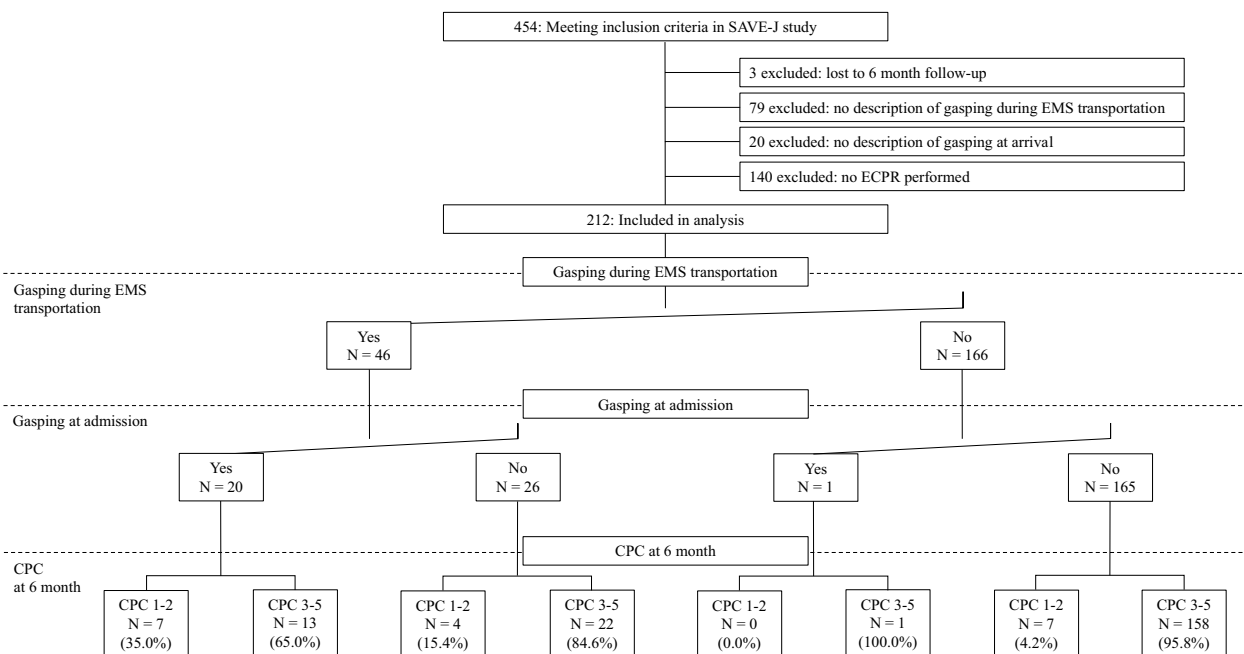 454: Meeting inclusion criteria in SAVE-J study
3 excluded: lost to 6 month follow-up
79 excluded: no description of gasping during EMS transportation
20 excluded: no description of gasping at arrival
140 excluded: no ECPR performed
212: Included in analysis
Gasping during EMS transportation
Gasping during EMS
transportation
Yes
N = 46
No
N = 166
Gasping at admission
Gasping at admission
Yes
N = 20
No
N = 26
Yes
N = 1
No
N = 165
CPC at 6 month
CPC
at 6 month
CPC 1-2
N = 7
(35.0%)
CPC 3-5
N = 13
(65.0%)
CPC 1-2
N = 4
(15.4%)
CPC 3-5
N = 22
(84.6%)
CPC 1-2
N = 0
(0.0%)
CPC 3-5
N = 1
(100.0%)
CPC 1-2
N = 7
(4.2%)
CPC 3-5
N = 158
(95.8%)